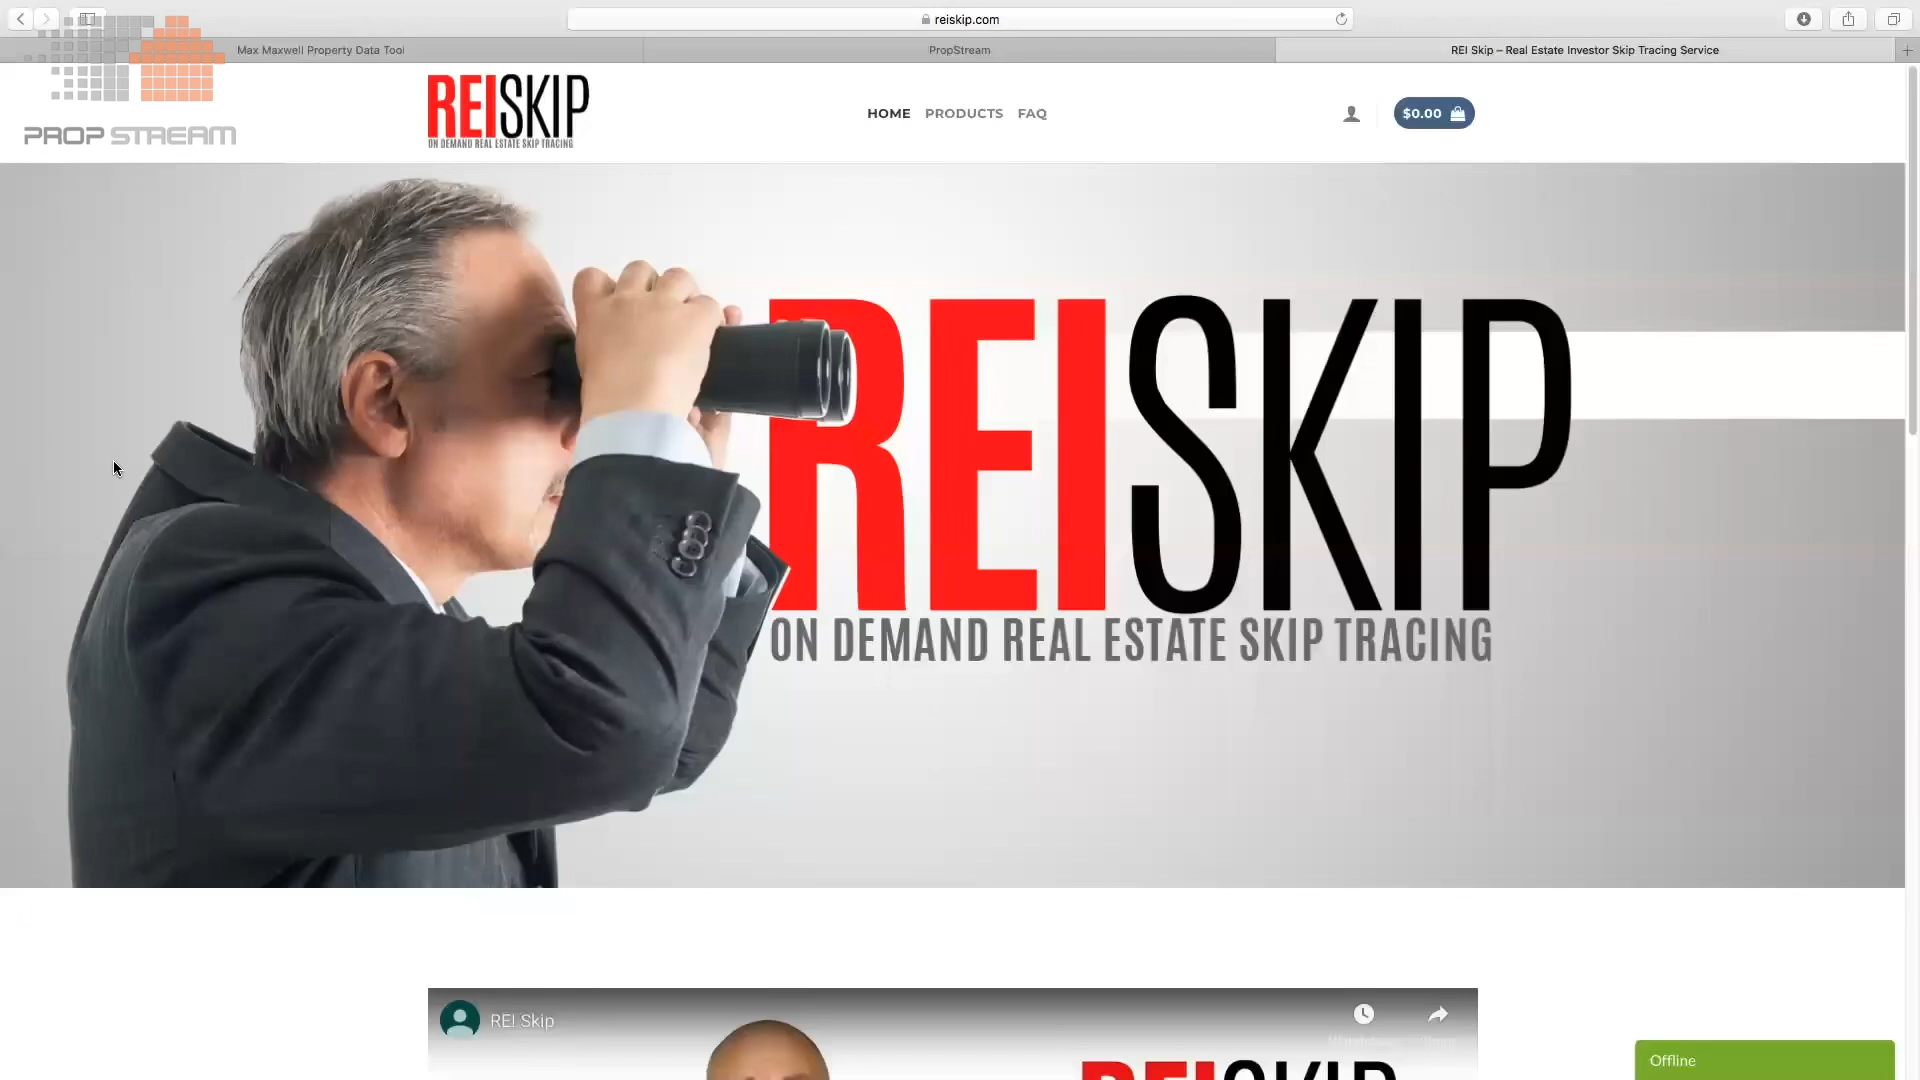 reiskip.com
Max Maxwell Property Data Tool
PropStream
REI Skip – Real Estate Investor Skip Tracing Service
PROP STREAM
REISKIP
ON DEMAND REAL ESTATE SKIP TRACING
HOME
PRODUCTS
FAQ
$0.00
REISKIP
ON DEMAND REAL ESTATE SKIP TRACING
REI Skip
REISKIP
Offline